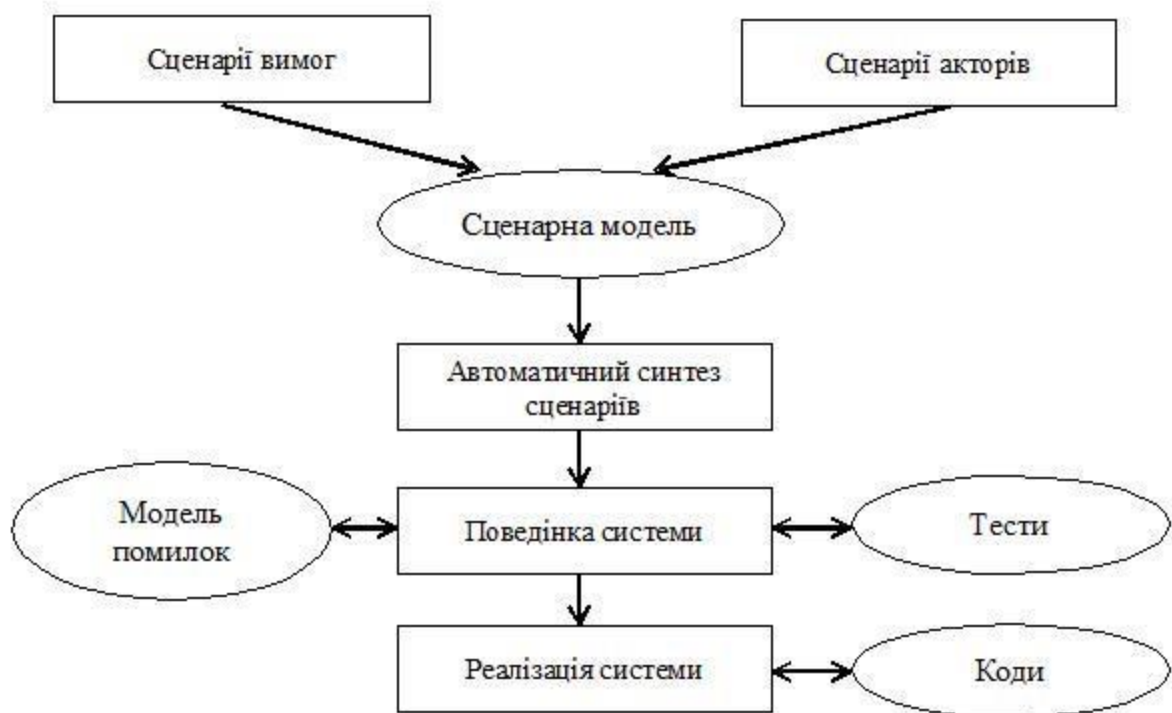 Сценарії вимог
Сценарії акторів
Сценарна модель
Автоматичний синтез
сценаріїв
Модель
помилок
Поведінка системи
Тести
Реалізація системи
Коди